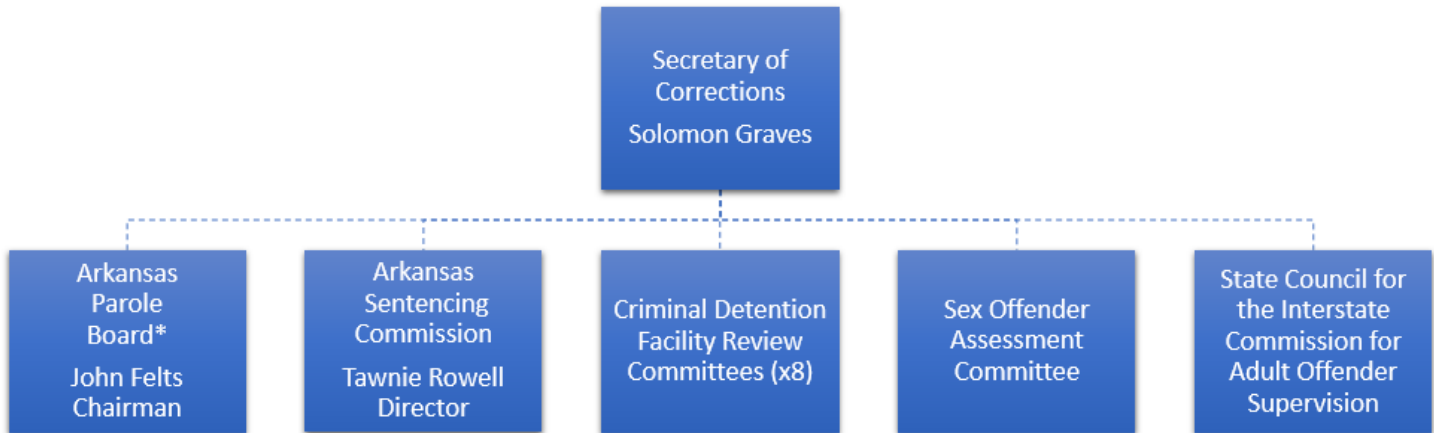 Secretary of
Corrections
Solomon Graves
Arkansas
Parole
Board*
John Felts
Chairman
Arkansas
Sentencing
Commission
Tawnie Rowell
Director
Criminal Detention
Facility Review
Committees (x8)
Sex Offender
Assessment
Committee
State Council for
the Interstate
Commission for
Adult Offender
Supervision